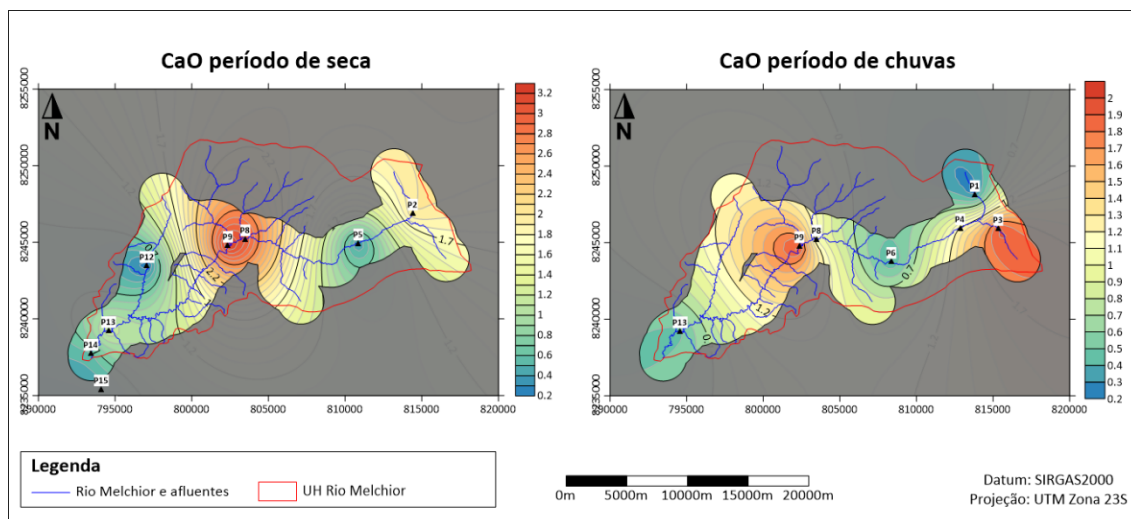 CaO período de seca
CaO período de chuvas
8255000
8250000
8245000
8240000
8235000
790000
795000
800000
805000
810000
815000
820000
P2
P5
P8
P9
P12
P13
P14
P15
1.7
2.2
3.2
3
2.8
2.6
2.4
2.2
2
1.8
1.6
1.4
1.2
1
0.8
0.6
0.4
0.2
8255000
8250000
8245000
8240000
8235000
790000
795000
800000
805000
810000
815000
820000
P1
P4
P3
P9
P8
P6
P13
0.7
1.2
2
1.9
1.8
1.7
1.6
1.5
1.4
1.3
1.2
1.1
1
0.9
0.8
0.7
0.6
0.5
0.4
0.3
0.2
N
N
Legenda
Rio Melchior e afluentes
UH Rio Melchior
0m 5000m 10000m 15000m 20000m
Datum: SIRGAS2000
Projeção: UTM Zona 23S